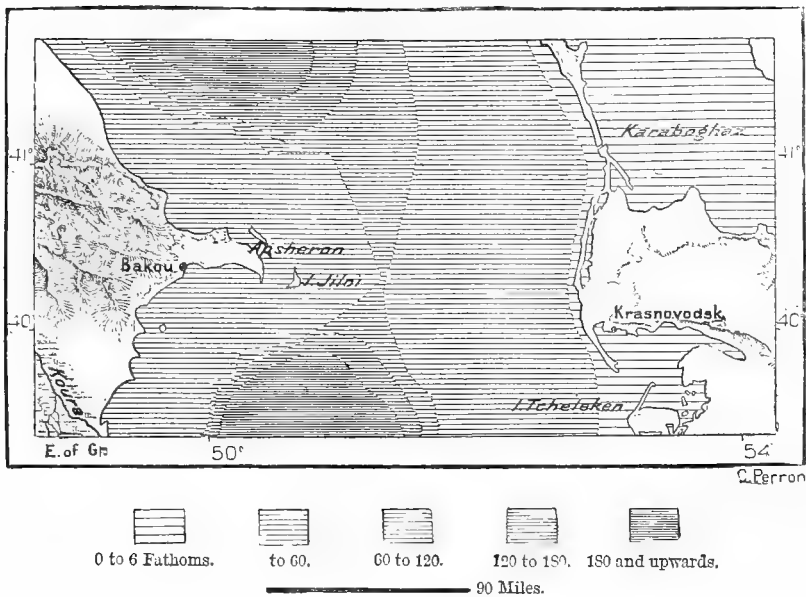 Karaboghaz
41°
41°
Apsheron
Bakou
I. Jiloi
40°
40°
Krasnovodsk
Koura
I. Tcheleken
E. of Gr.
50°
54°
C. Perron
0 to 6 Fathoms.
to 60.
60 to 120.
120 to 180.
180 and upwards.
90 Miles.